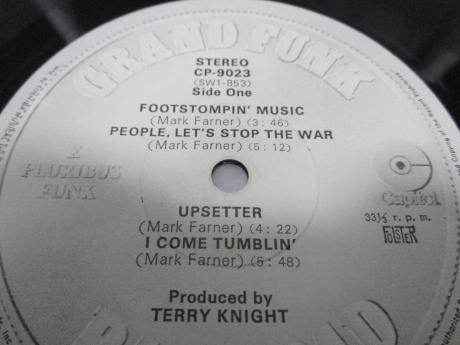 GRAND FUNK
STEREO
CP-9023
(SW1-853)
Side One
FOOTSTOMPIN' MUSIC
(Mark Farner) (3:46)
PEOPLE, LET'S STOP THE WAR
(Mark Farner) (5:12)
E
PLURIBUS
FUNK
Capitol
33⅓ r. p. m.
UPSETTER
(Mark Farner) (4:22)
I COME TUMBLIN'
(Mark Farner) (5:48)
Produced by
TERRY KNIGHT